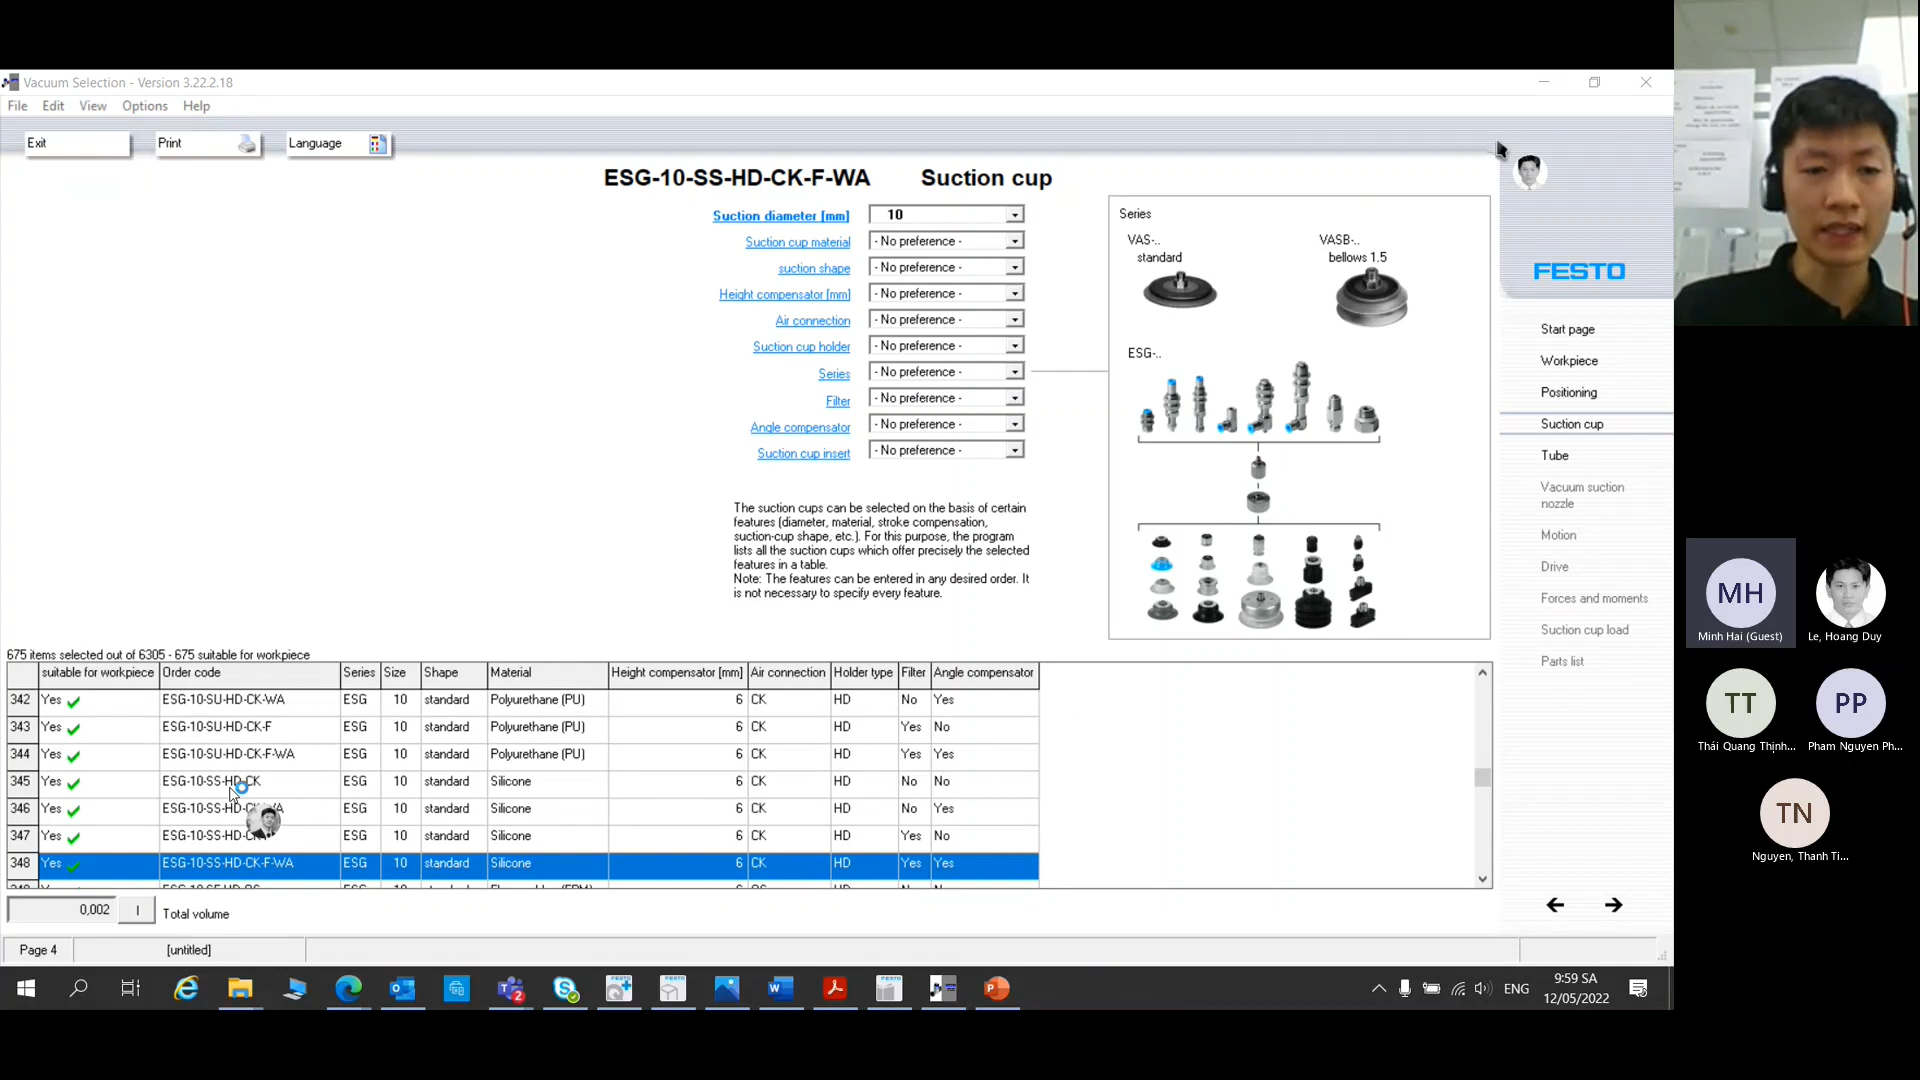 Vacuum Selection - Version 3.22.2.18
File Edit View Options Help
Exit Print Language
ESG-10-SS-HD-CK-F-WA Suction cup
Suction diameter [mm] 10
Suction cup material - No preference -
suction shape - No preference -
Height compensator [mm] - No preference -
Air connection - No preference -
Suction cup holder - No preference -
Series - No preference -
Filter - No preference -
Angle compensator - No preference -
Suction cup insert - No preference -
The suction cups can be selected on the basis of certain
features (diameter, material, stroke compensation,
suction-cup shape, etc.). For this purpose, the program
lists all the suction cups which offer precisely the selected
features in a table.
Note: The features can be entered in any desired order. It
is not necessary to specify every feature.
Series
VAS-.. VASB-..
standard bellows 1.5
ESG-..
FESTO
Start page
Workpiece
Positioning
Suction cup
Tube
Vacuum suction
nozzle
Motion
Drive
Forces and moments
Suction cup load
Parts list
675 items selected out of 6305 - 675 suitable for workpiece
suitable for workpiece Order code Series Size Shape Material Height compensator [mm] Air connection Holder type Filter Angle compensator
342 Yes ESG-10-SU-HD-CK-WA ESG 10 standard Polyurethane (PU) 6 CK HD No Yes
343 Yes ESG-10-SU-HD-CK-F ESG 10 standard Polyurethane (PU) 6 CK HD Yes No
344 Yes ESG-10-SU-HD-CK-F-WA ESG 10 standard Polyurethane (PU) 6 CK HD Yes Yes
345 Yes ESG-10-SS-HD-CK ESG 10 standard Silicone 6 CK HD No No
346 Yes ESG 10 standard Silicone 6 CK HD No Yes
347 Yes ESG 10 standard Silicone 6 CK HD Yes No
348 Yes ESG-10-SS-HD-CK-F-WA ESG 10 standard Silicone 6 CK HD Yes Yes
0,002 I Total volume
Page 4 [untitled]
ENG 9:59 SA
12/05/2022
MH
Minh Hai (Guest) Le, Hoang Duy
TT PP
Thái Quang Thịnh... Pham Nguyen Ph...
TN
Nguyen, Thanh Ti...